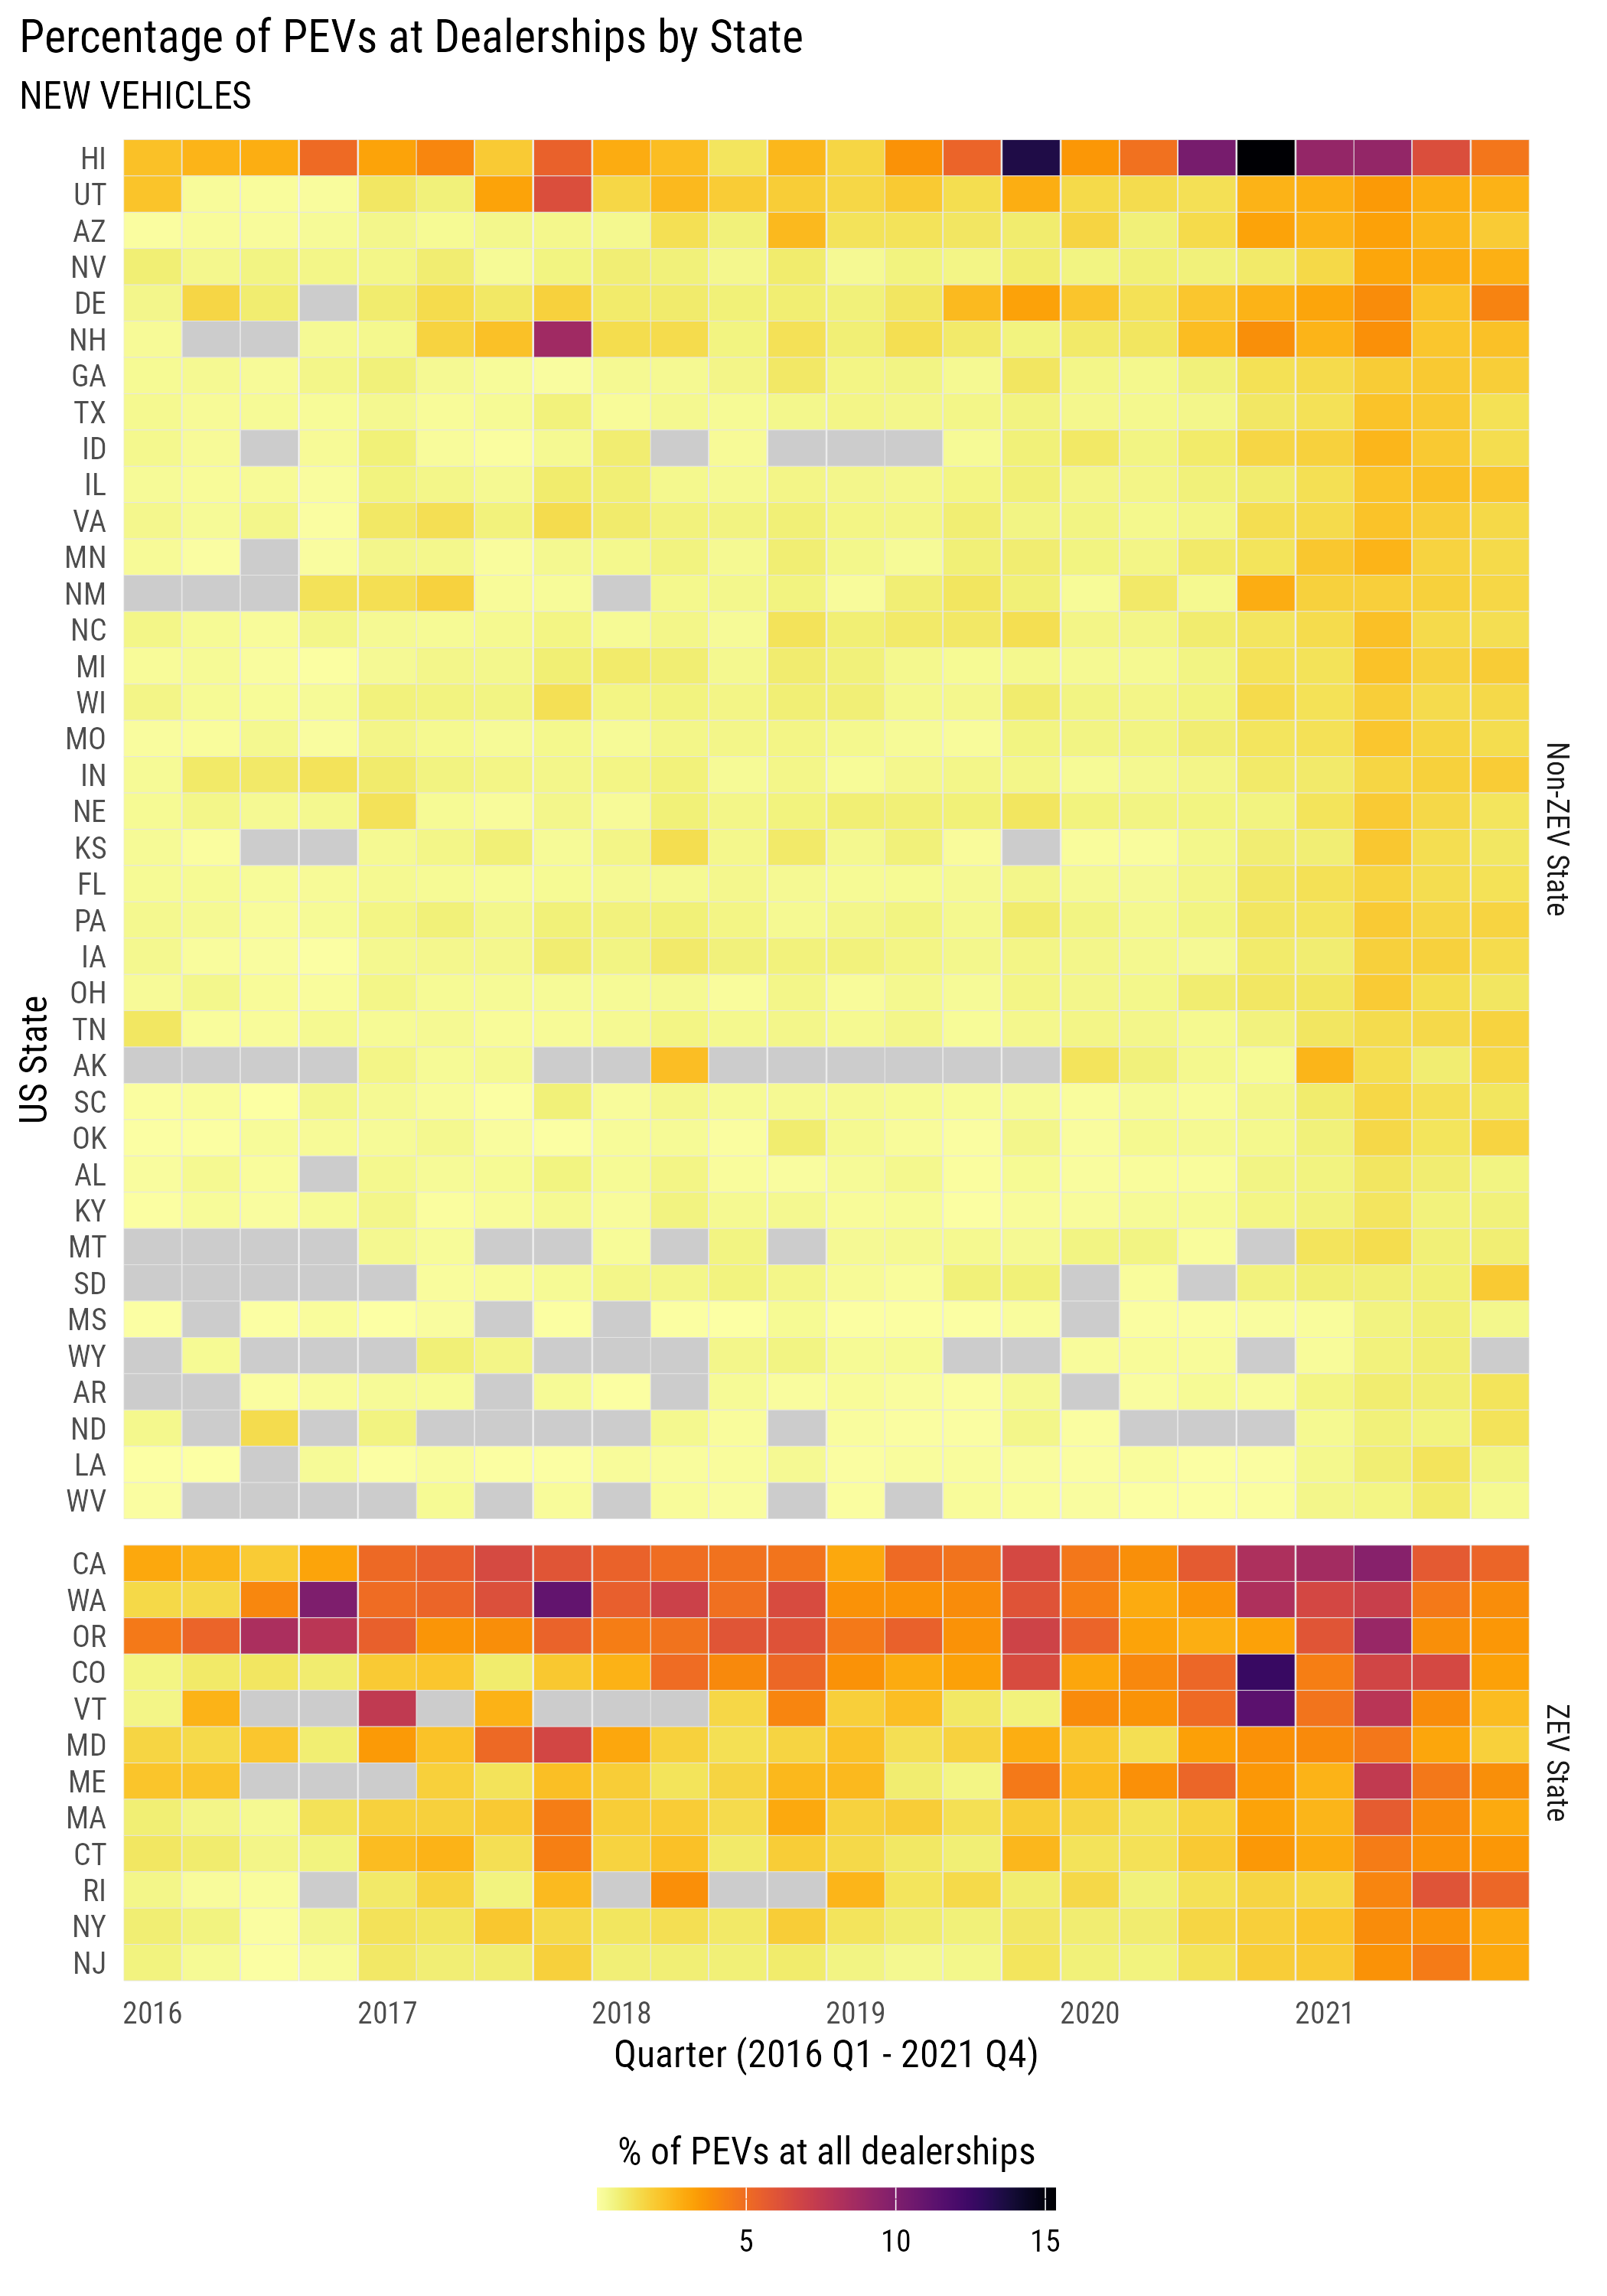 Percentage of PEVs at Dealerships by State
NEW VEHICLES
US State
HI
UT
AZ
NV
DE
NH
GA
TX
ID
IL
VA
MN
NM
NC
MI
WI
MO
IN
NE
KS
FL
PA
IA
OH
TN
AK
SC
OK
AL
KY
MT
SD
MS
WY
AR
ND
LA
WV
Non-ZEV State
CA
WA
OR
CO
VT
MD
ME
MA
CT
RI
NY
NJ
ZEV State
2016 2017 2018 2019 2020 2021
Quarter (2016 Q1 - 2021 Q4)
% of PEVs at all dealerships
5 10 15